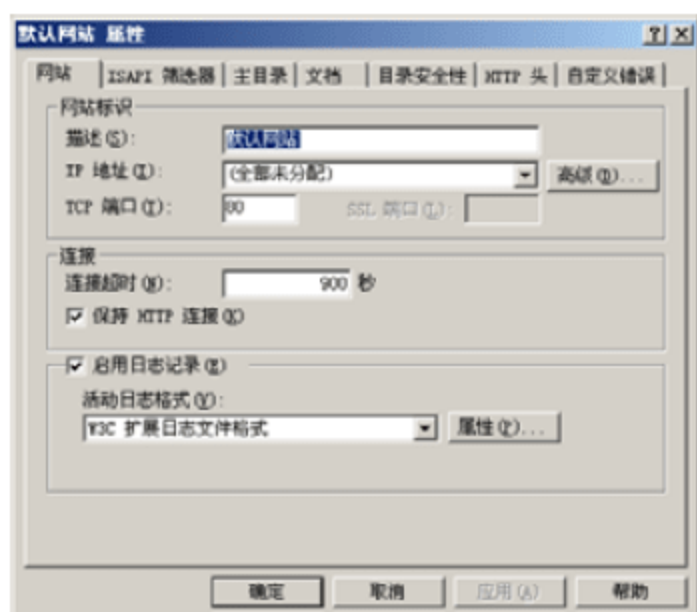 默认网站 属性
网站 ISAPI 筛选器 主目录 文档 目录安全性 HTTP 头 自定义错误
网站标识
描述(S): 默认网站
IP 地址(I): (全部未分配) 高级(D)...
TCP 端口(T): 80 SSL 端口(L):
连接
连接超时(N): 900 秒
保持 HTTP 连接(K)
启用日志记录(E)
活动日志格式(V):
W3C 扩展日志文件格式 属性(P)...
确定 取消 应用(A) 帮助